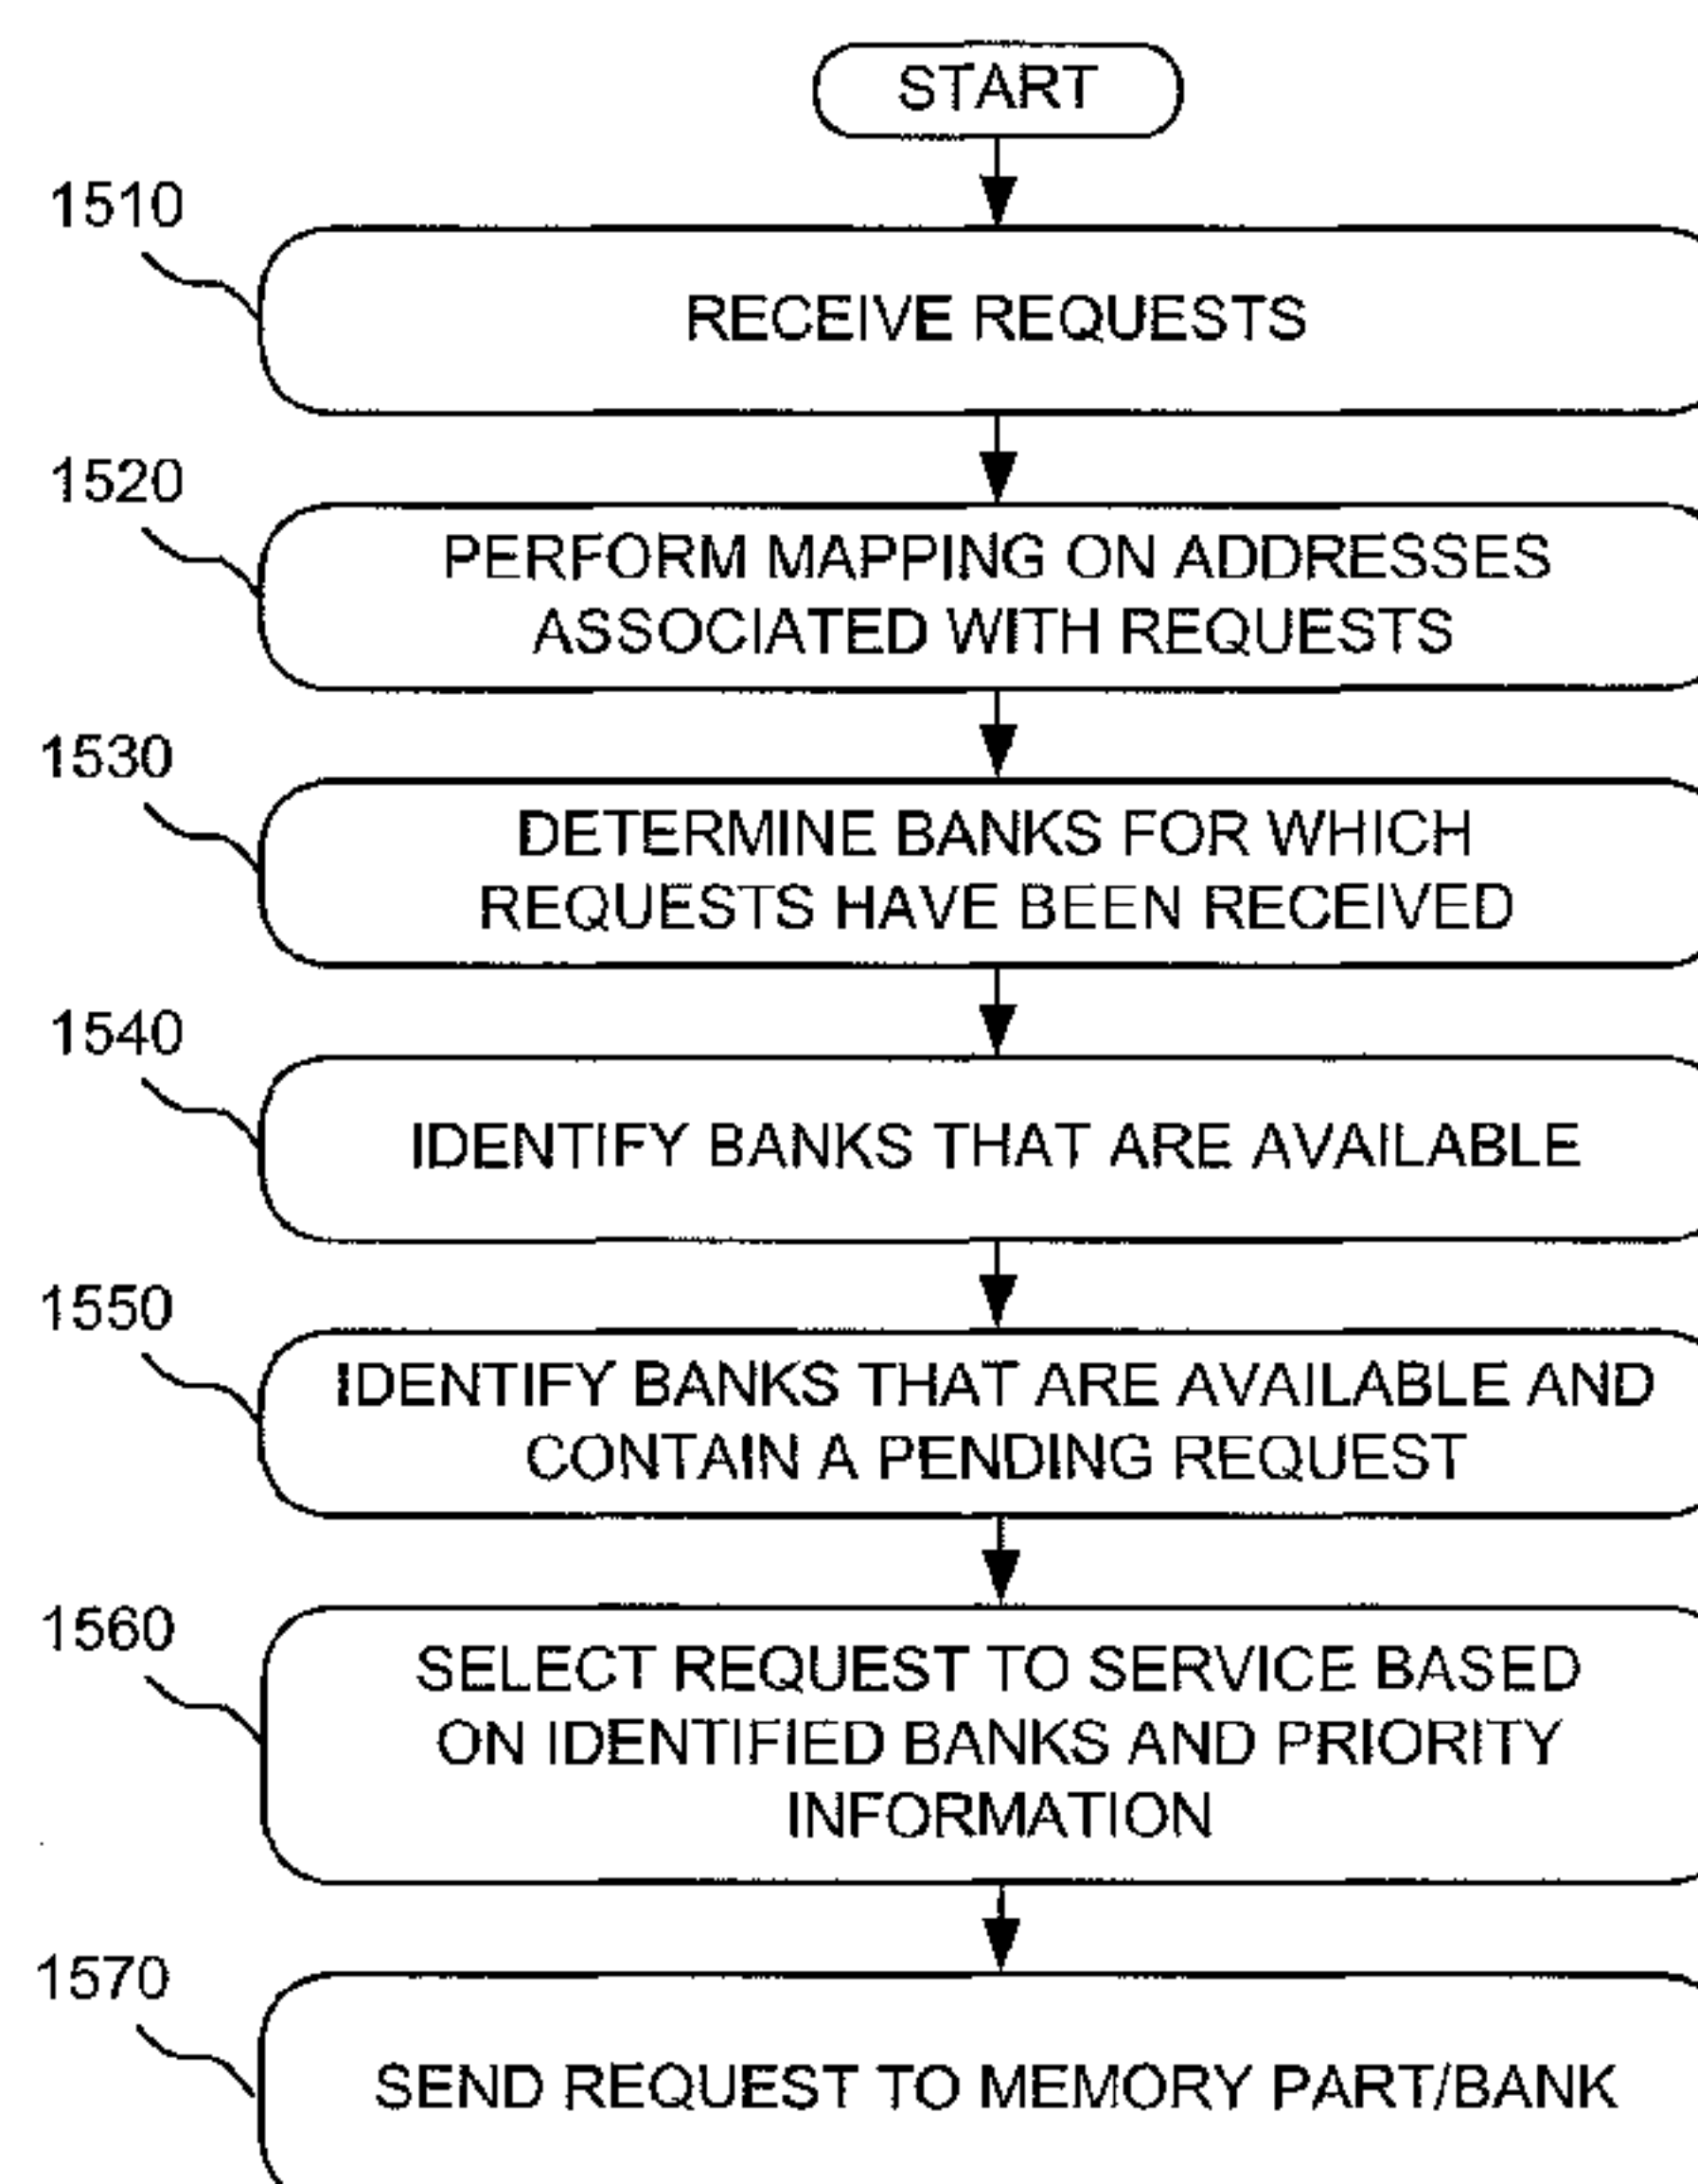 START
1510
RECEIVE REQUESTS
1520
PERFORM MAPPING ON ADDRESSES
ASSOCIATED WITH REQUESTS
1530
DETERMINE BANKS FOR WHICH
REQUESTS HAVE BEEN RECEIVED
1540
IDENTIFY BANKS THAT ARE AVAILABLE
1550
IDENTIFY BANKS THAT ARE AVAILABLE AND
CONTAIN A PENDING REQUEST
1560
SELECT REQUEST TO SERVICE BASED
ON IDENTIFIED BANKS AND PRIORITY
INFORMATION
1570
SEND REQUEST TO MEMORY PART/BANK